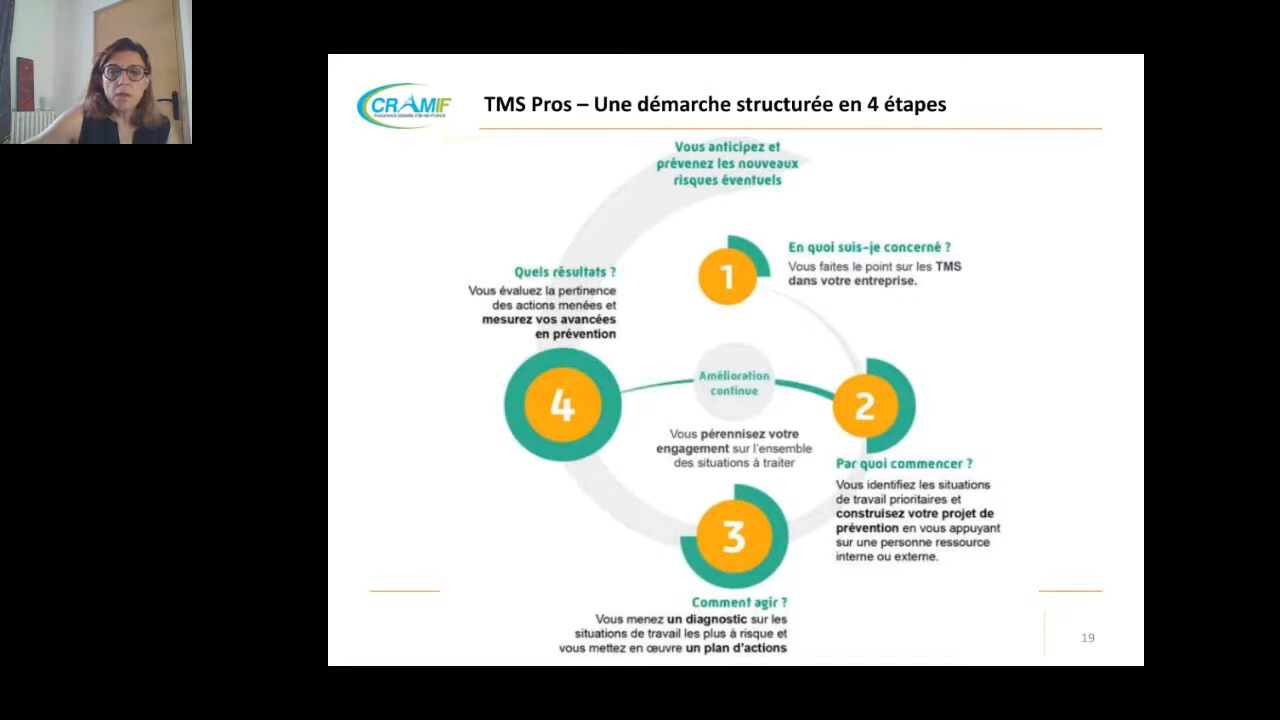 CRAMIF
Assurance Maladie d'Ile-de-France
TMS Pros – Une démarche structurée en 4 étapes
Vous anticipez et
prévenez les nouveaux
risques éventuels
1
En quoi suis-je concerné ?
Vous faites le point sur les TMS
dans votre entreprise.
Quels résultats ?
Vous évaluez la pertinence
des actions menées et
mesurez vos avancées
en prévention
4
Amélioration
continue
Vous pérennisez votre
engagement sur l'ensemble
des situations à traiter
2
Par quoi commencer ?
Vous identifiez les situations
de travail prioritaires et
construisez votre projet de
prévention en vous appuyant
sur une personne ressource
interne ou externe.
3
Comment agir ?
Vous menez un diagnostic sur les
situations de travail les plus à risque et
vous mettez en œuvre un plan d'actions
19